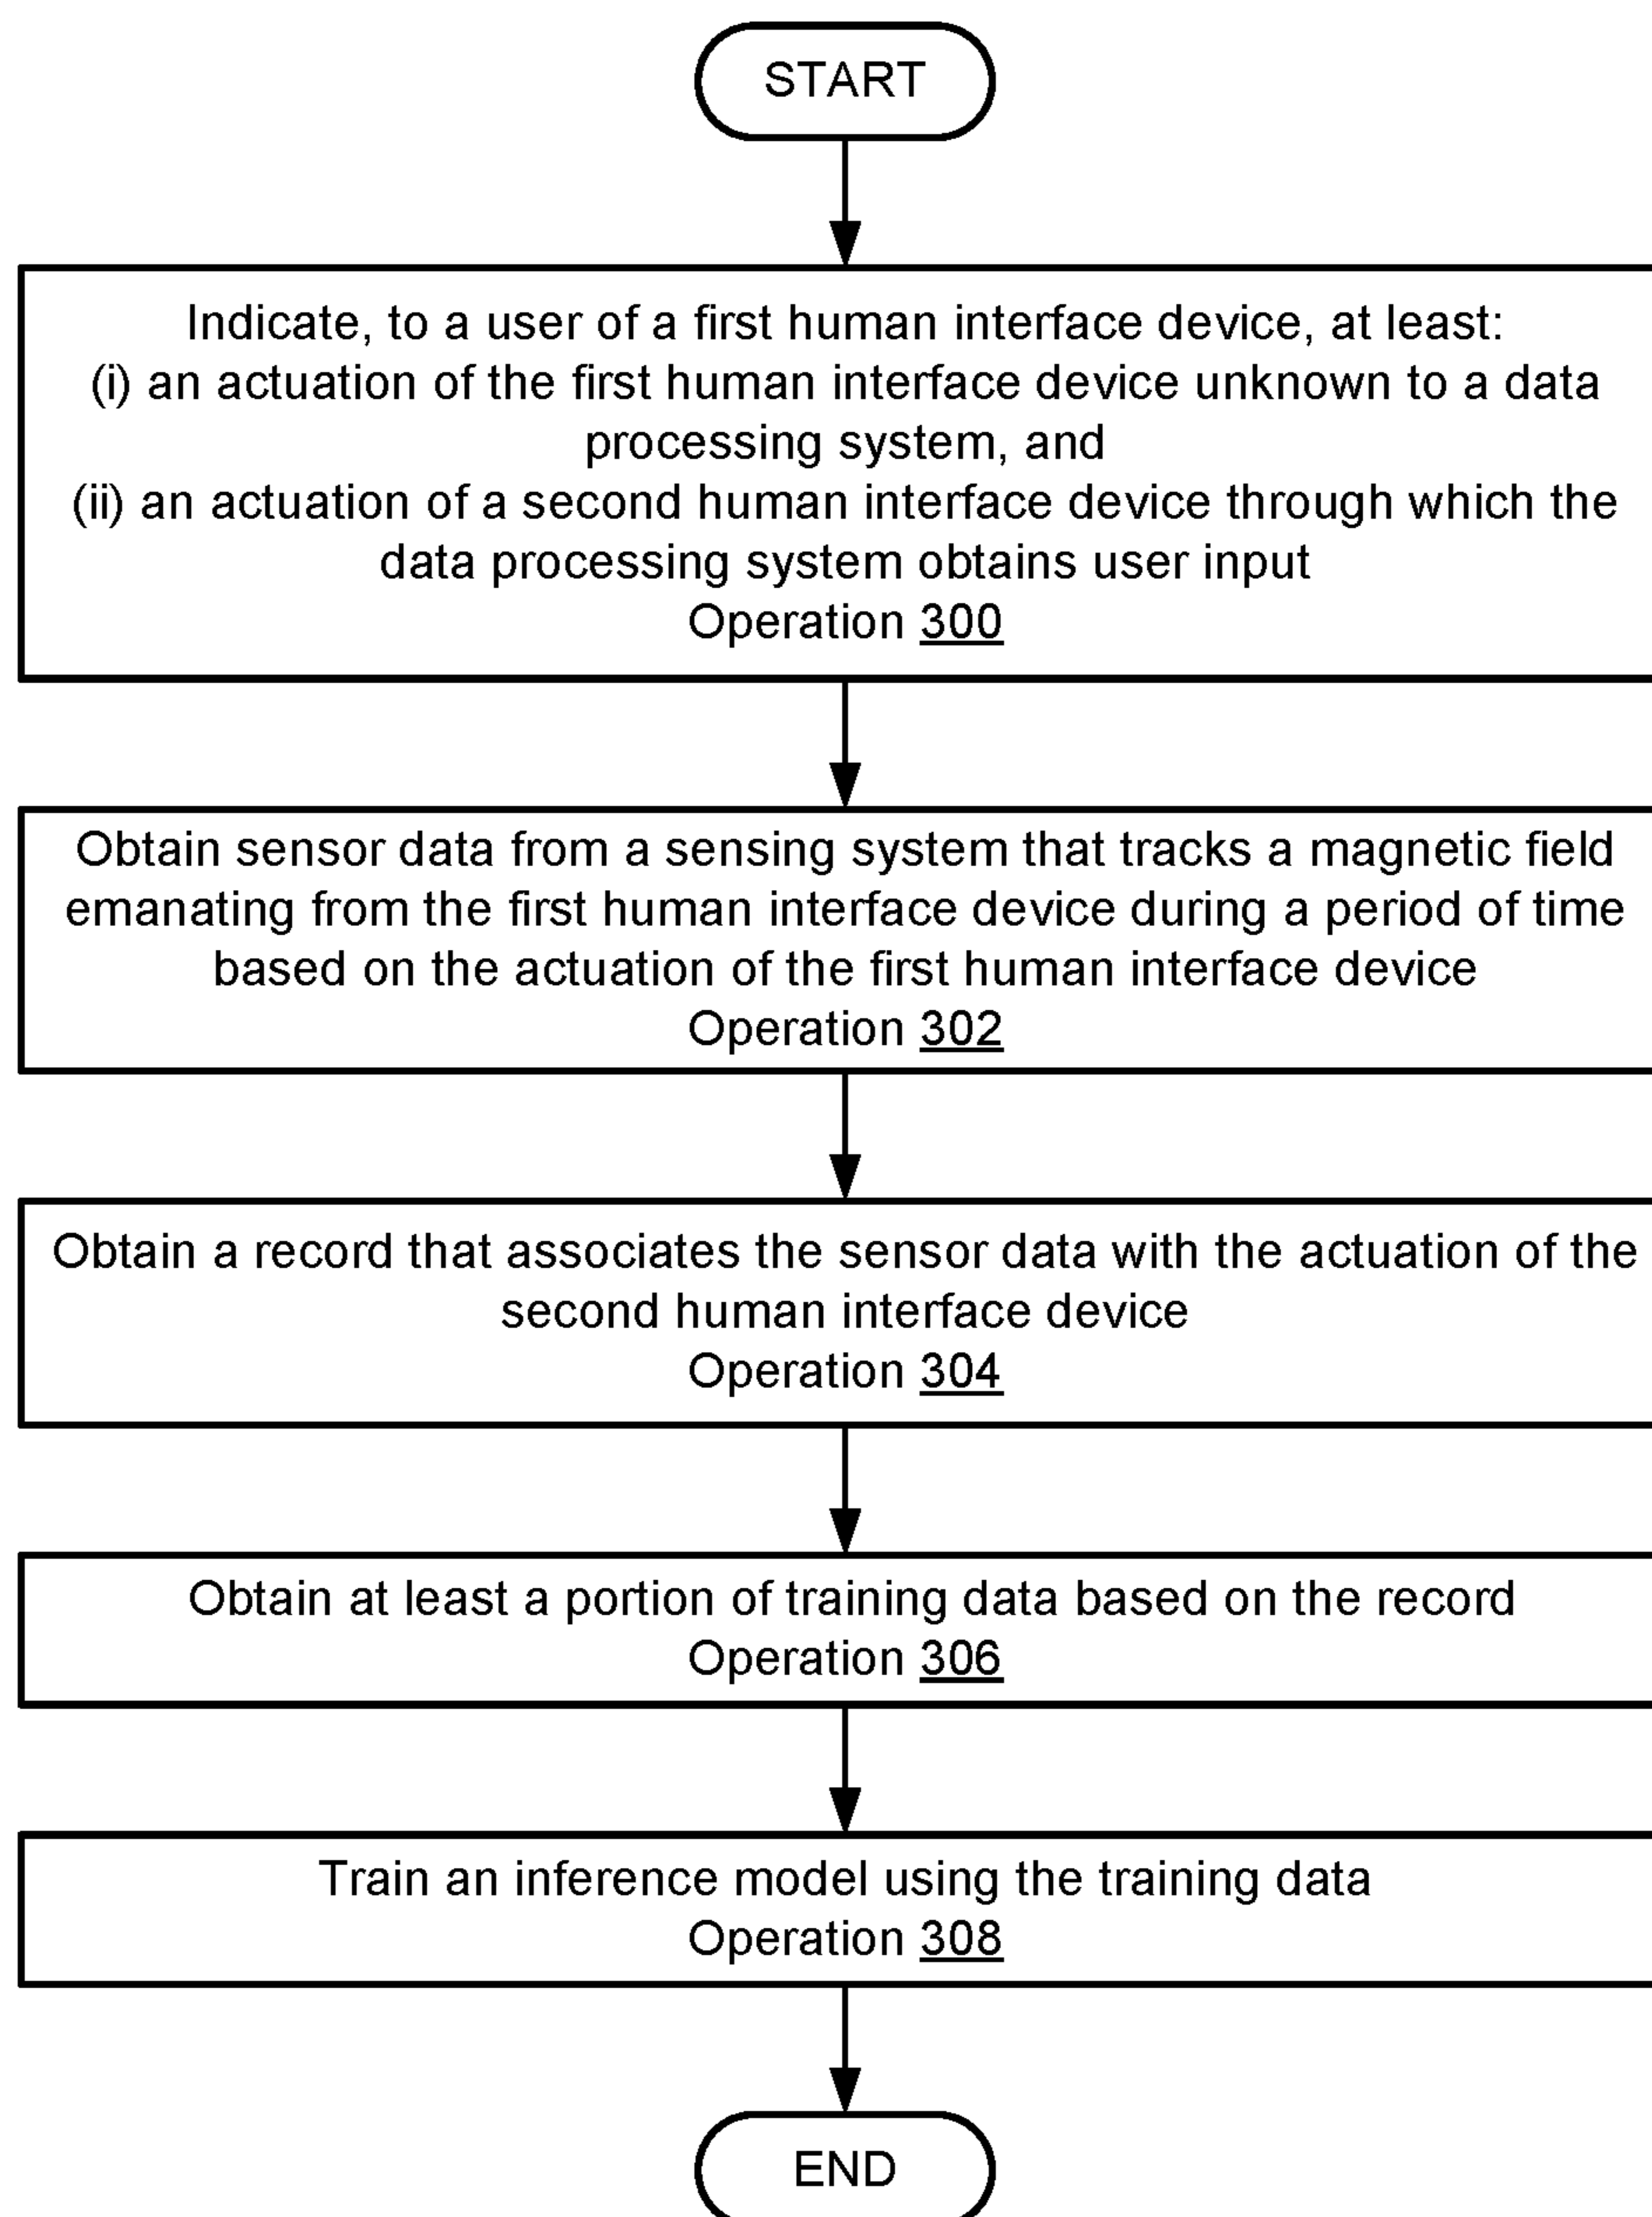 START
Indicate, to a user of a first human interface device, at least:
(i) an actuation of the first human interface device unknown to a data
processing system, and
(ii) an actuation of a second human interface device through which the
data processing system obtains user input
Operation 300
Obtain sensor data from a sensing system that tracks a magnetic field
emanating from the first human interface device during a period of time
based on the actuation of the first human interface device
Operation 302
Obtain a record that associates the sensor data with the actuation of the
second human interface device
Operation 304
Obtain at least a portion of training data based on the record
Operation 306
Train an inference model using the training data
Operation 308
END